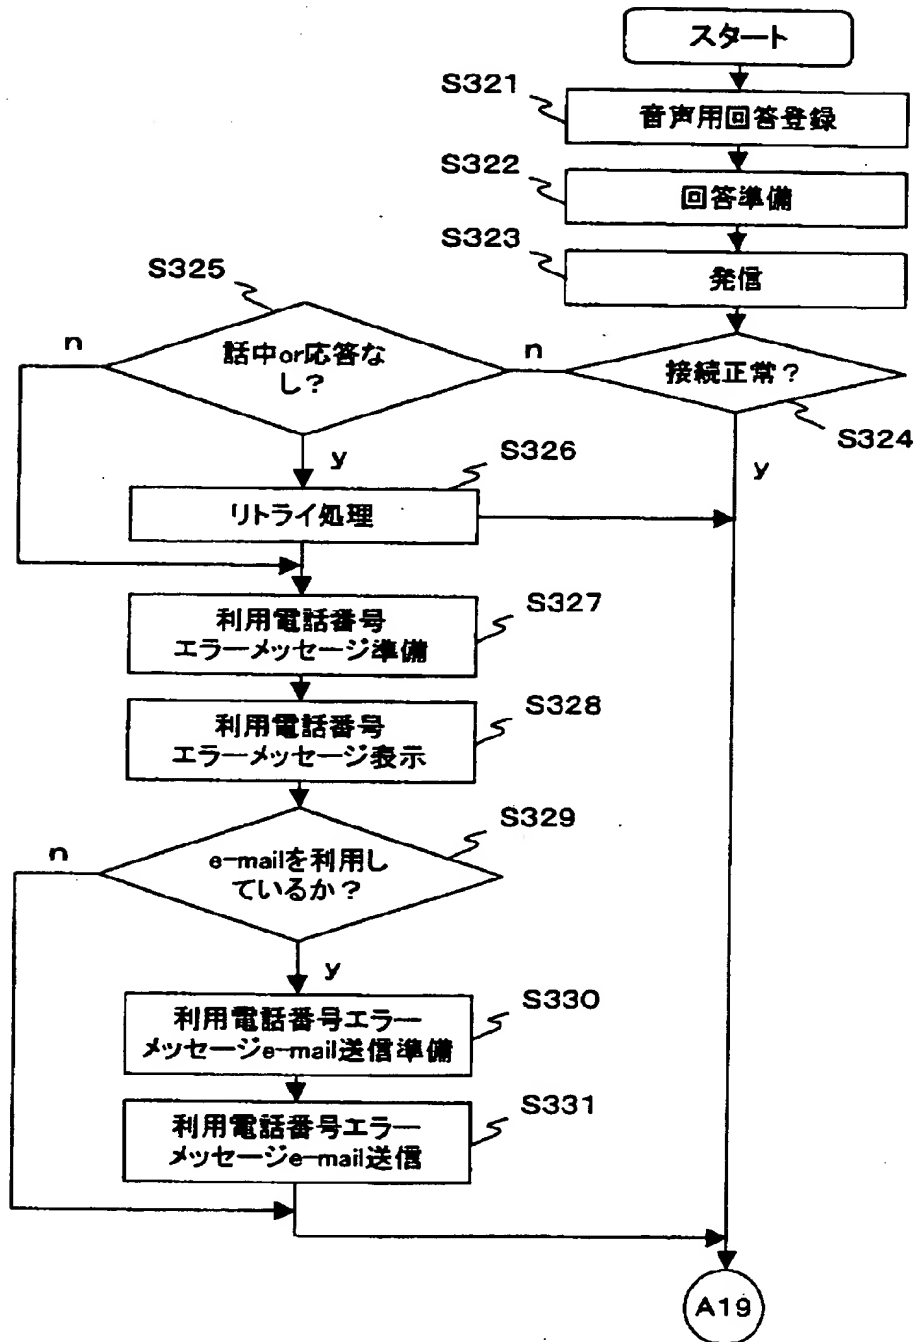 スタート
S321
音声用回答登録
S322
回答準備
S323
発信
S325
n
話中or応答な
し?
n
接続正常?
S324
y
y
S326
リトライ処理
S327
利用電話番号
エラーメッセージ準備
S328
利用電話番号
エラーメッセージ表示
S329
n
e-mailを利用し
ているか?
y
S330
利用電話番号エラー
メッセージe-mail送信準備
S331
利用電話番号エラー
メッセージe-mail送信
A19